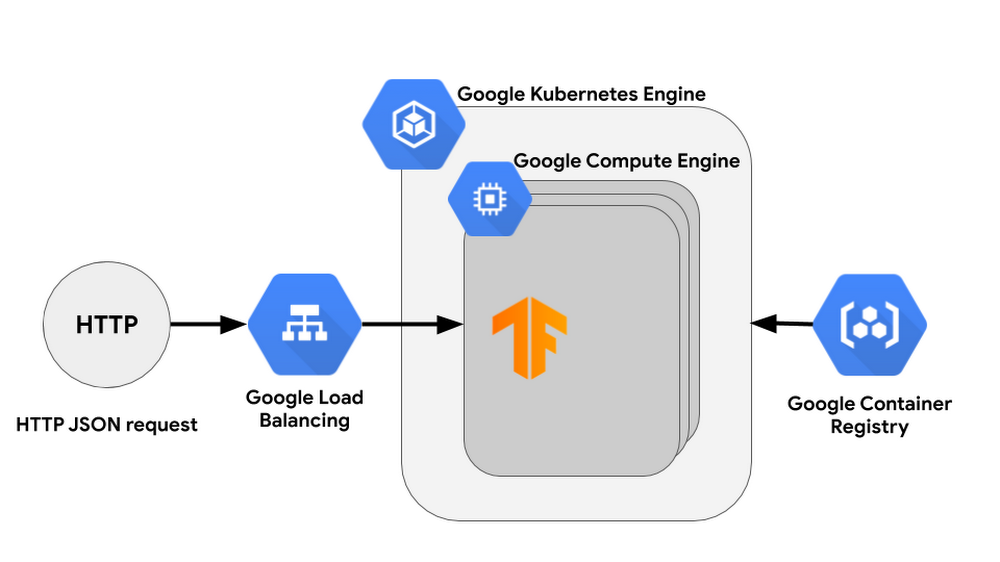 Google Kubernetes Engine
Google Compute Engine
HTTP
HTTP JSON request
Google Load
Balancing
Google Container
Registry